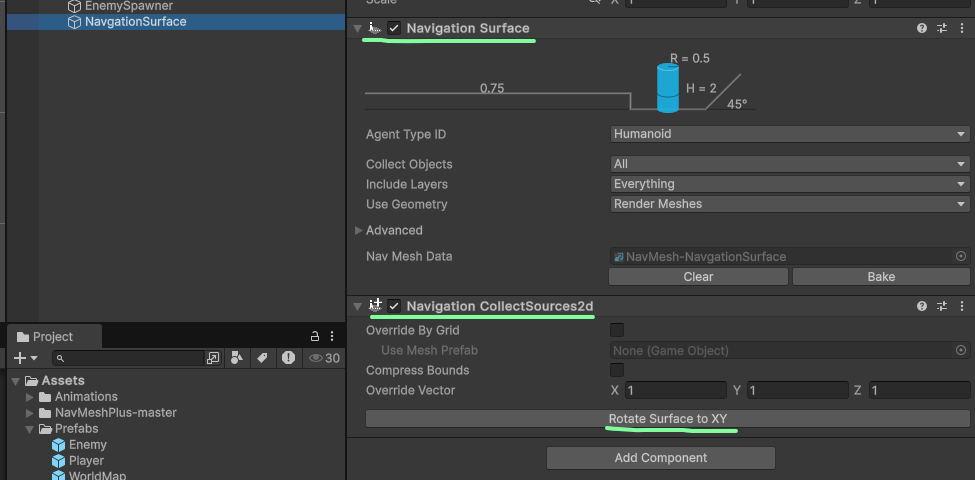 EnemySpawner
NavgationSurface
Scale X 1 Y 1 Z 1
Navigation Surface
R = 0.5
0.75
H = 2
45°
Agent Type ID Humanoid
Collect Objects All
Include Layers Everything
Use Geometry Render Meshes
Advanced
Nav Mesh Data NavMesh-NavgationSurface
Clear Bake
Navigation CollectSources2d
Override By Grid
Use Mesh Prefab None (Game Object)
Compress Bounds
Override Vector X 1 Y 1 Z 1
Rotate Surface to XY
Add Component
Project
30
Assets
Animations
NavMeshPlus-master
Prefabs
Enemy
Player
WorldMap